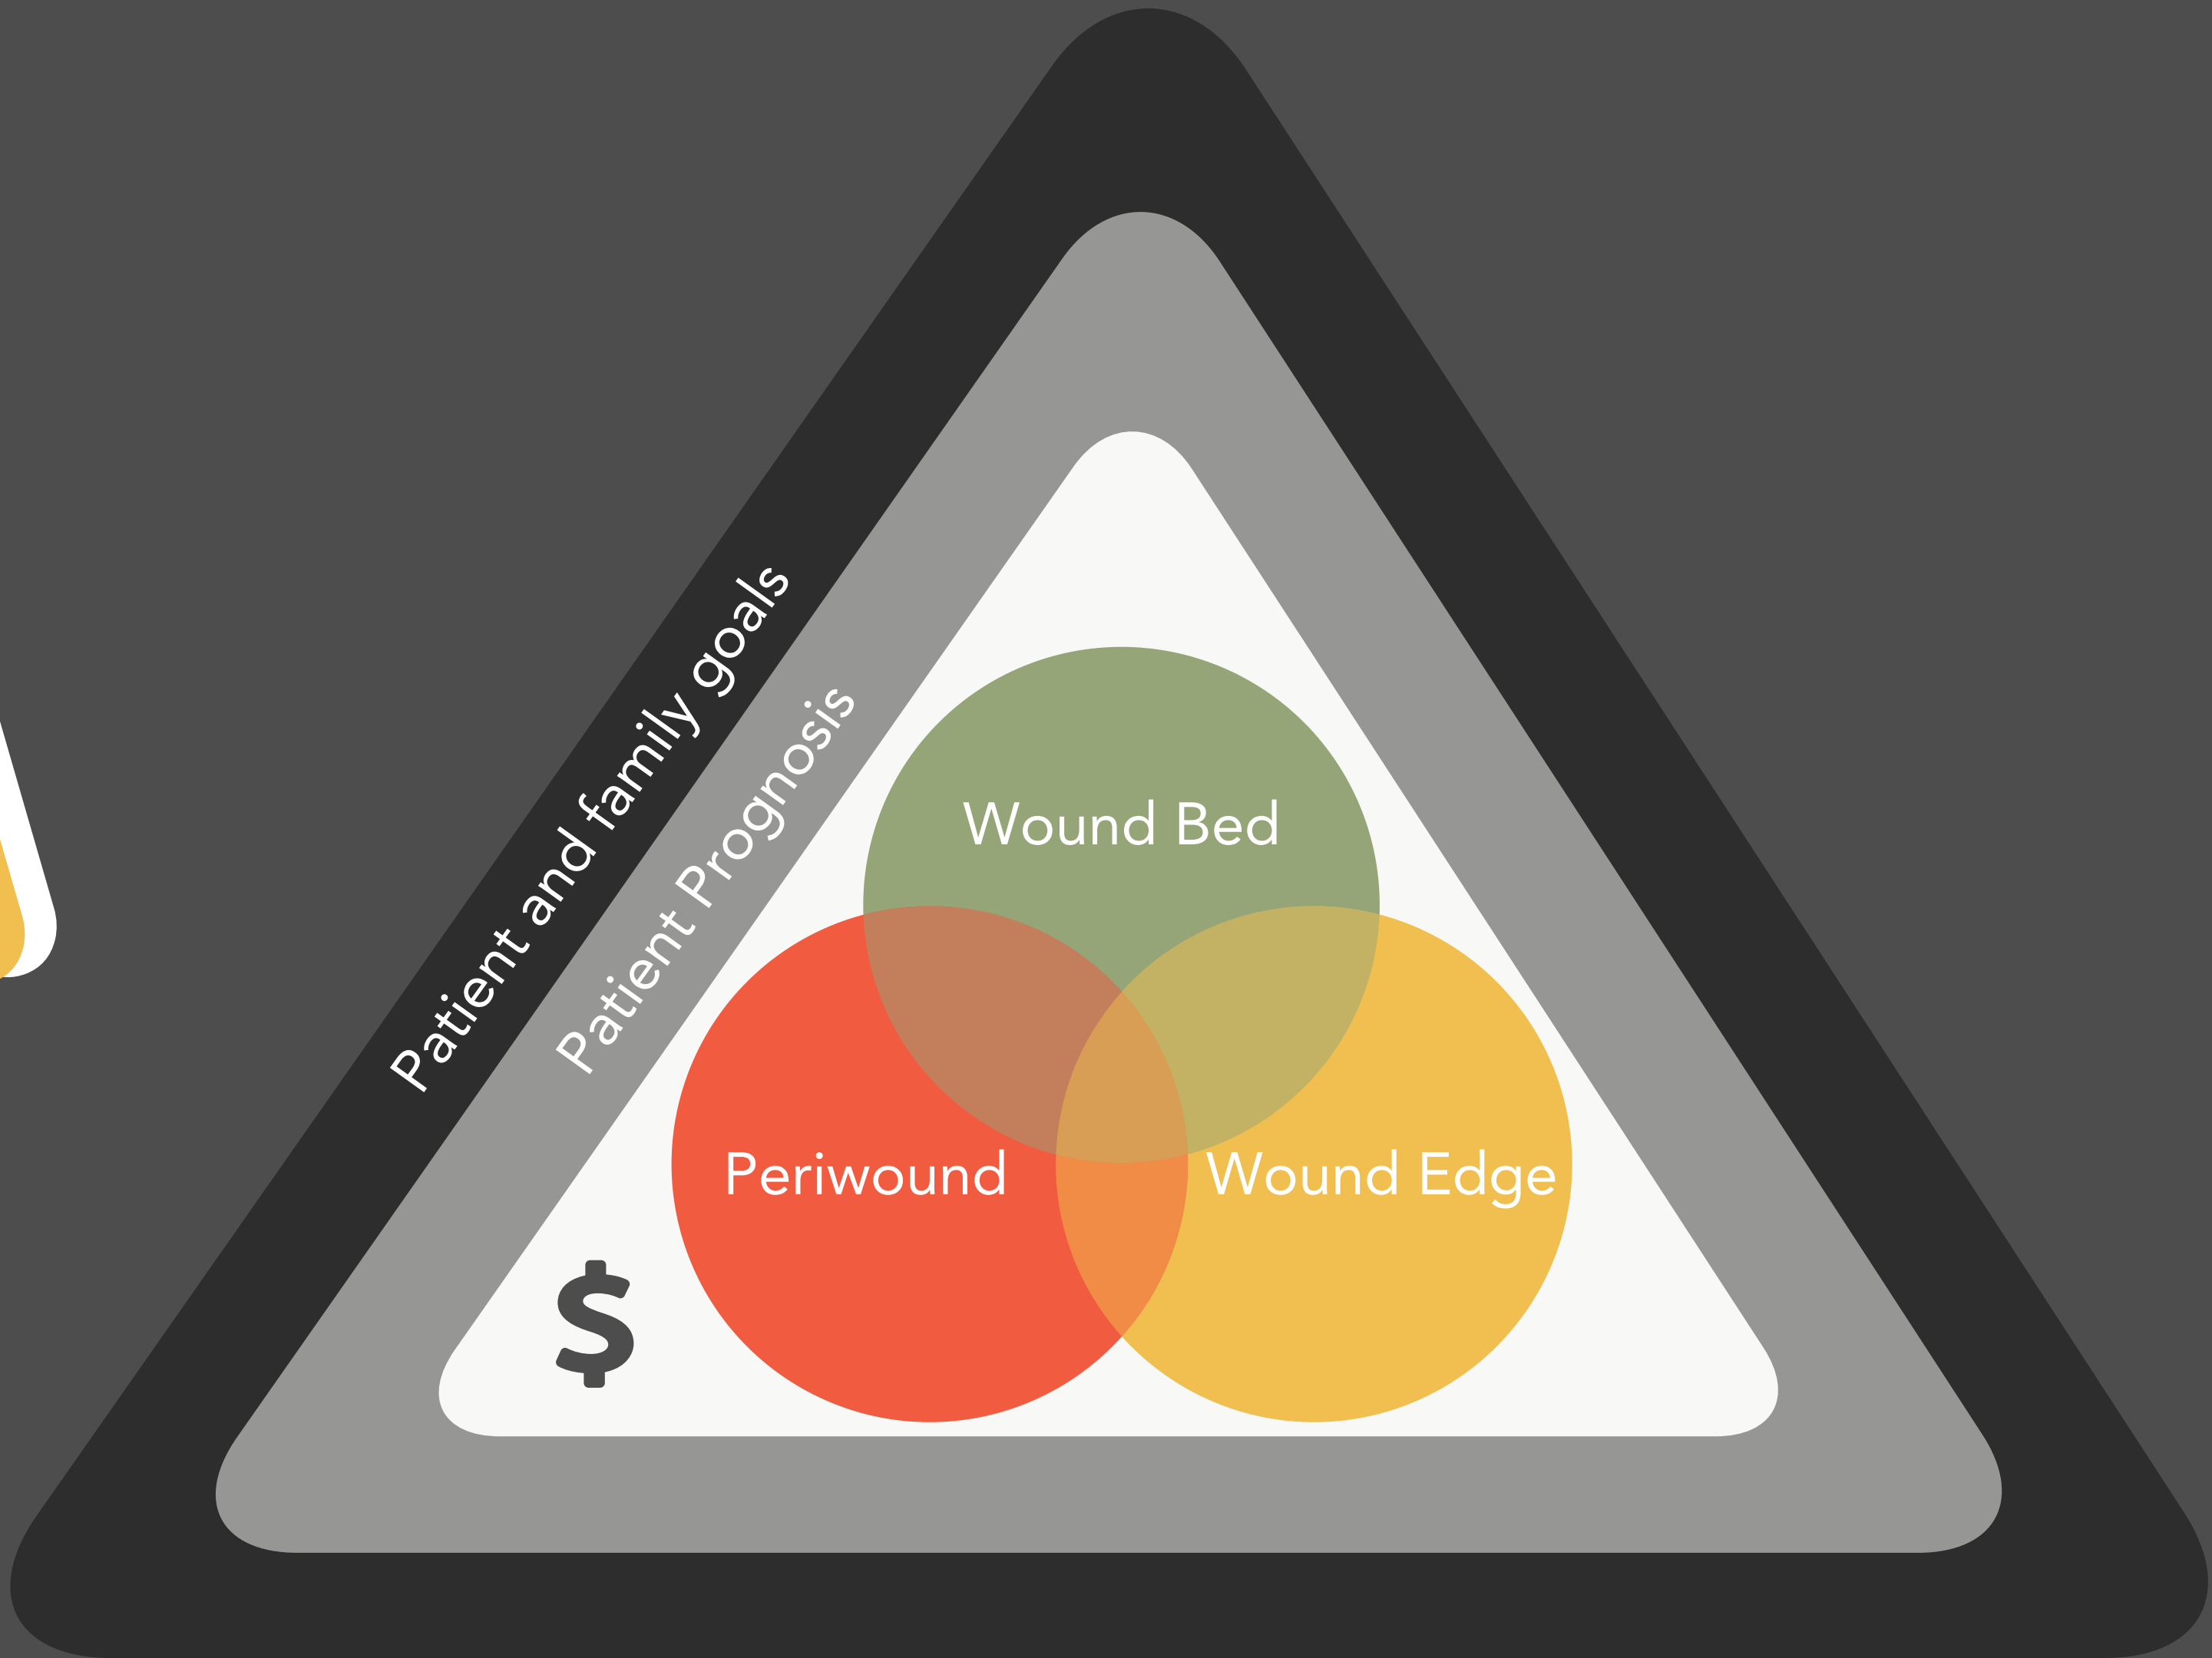 Patient and family goals
Patient Prognosis
Wound Bed
Periwound
Wound Edge
$